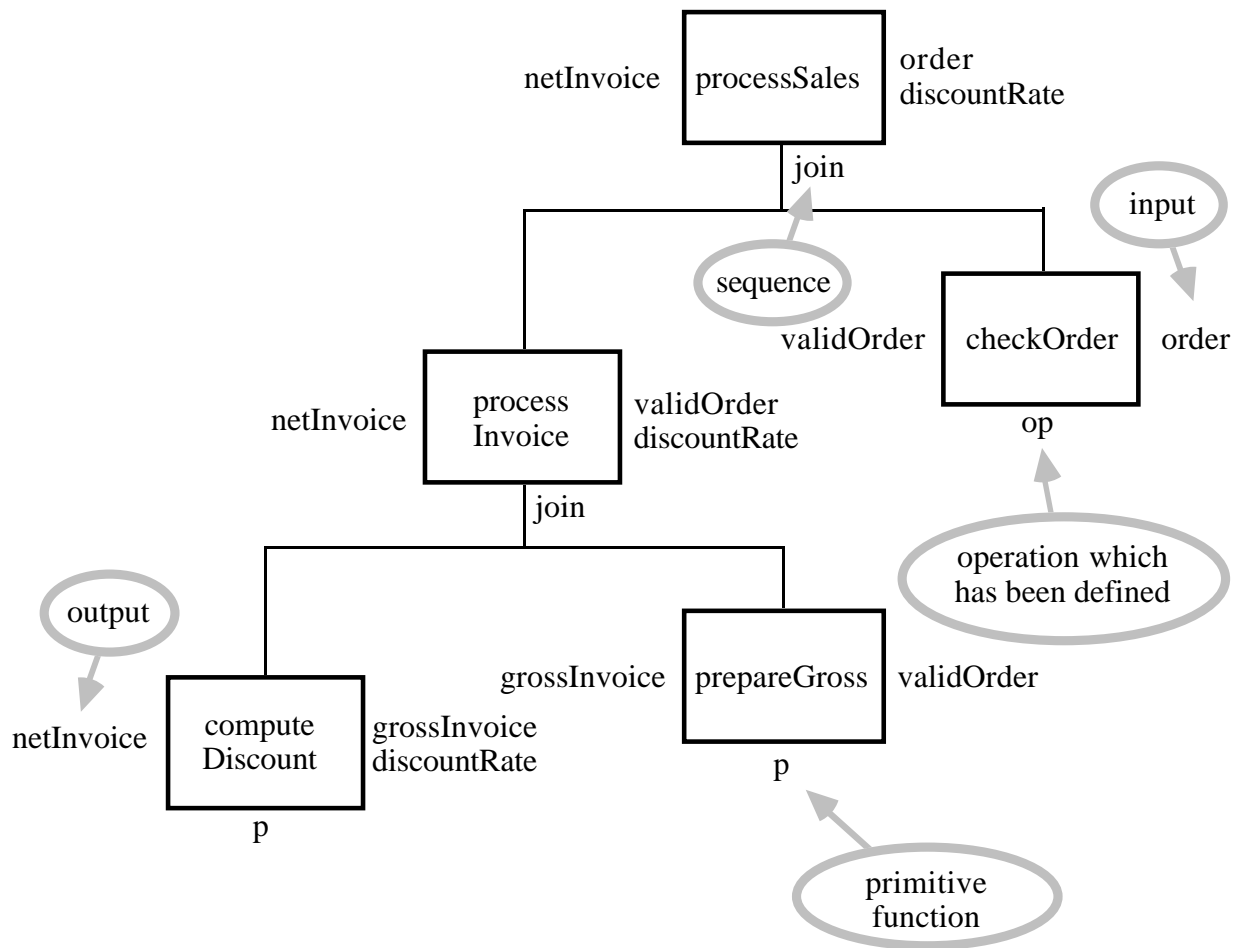 netInvoice
processSales
order
discountRate
join
input
sequence
validOrder
checkOrder
order
op
netInvoice
process
Invoice
validOrder
discountRate
join
operation which
has been defined
output
grossInvoice
prepareGross
validOrder
netInvoice
compute
Discount
grossInvoice
discountRate
p
p
primitive
function